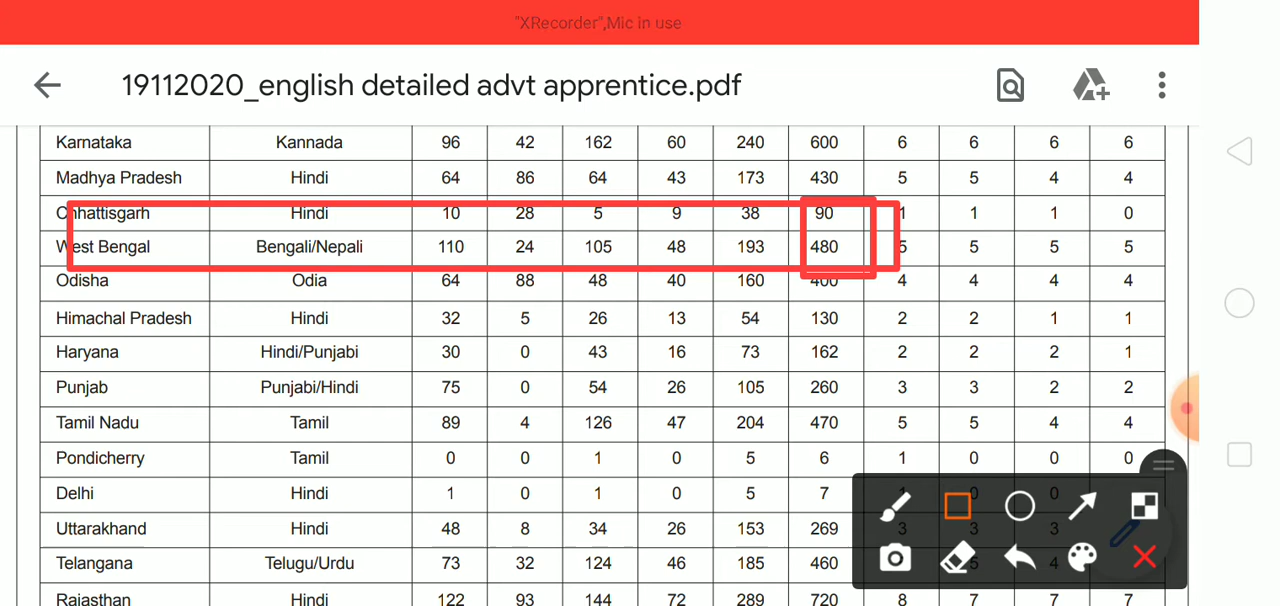 "XRecorder",Mic in use
19112020_english detailed advt apprentice.pdf
Karnataka Kannada 96 42 162 60 240 600 6 6 6 6
Madhya Pradesh Hindi 64 86 64 43 173 430 5 5 4 4
Chhattisgarh Hindi 10 28 5 9 38 90 1 1 1 0
West Bengal Bengali/Nepali 110 24 105 48 193 480 5 5 5 5
Odisha Odia 64 88 48 40 160 400 4 4 4 4
Himachal Pradesh Hindi 32 5 26 13 54 130 2 2 1 1
Haryana Hindi/Punjabi 30 0 43 16 73 162 2 2 2 1
Punjab Punjabi/Hindi 75 0 54 26 105 260 3 3 2 2
Tamil Nadu Tamil 89 4 126 47 204 470 5 5 4 4
Pondicherry Tamil 0 0 1 0 5 6 1 0 0 0
Delhi Hindi 1 0 1 0 5 7 1 0 0
Uttarakhand Hindi 48 8 34 26 153 269 3 3 3
Telangana Telugu/Urdu 73 32 124 46 185 460 5 4
Rajasthan Hindi 122 93 144 72 289 720 8 7 7 7